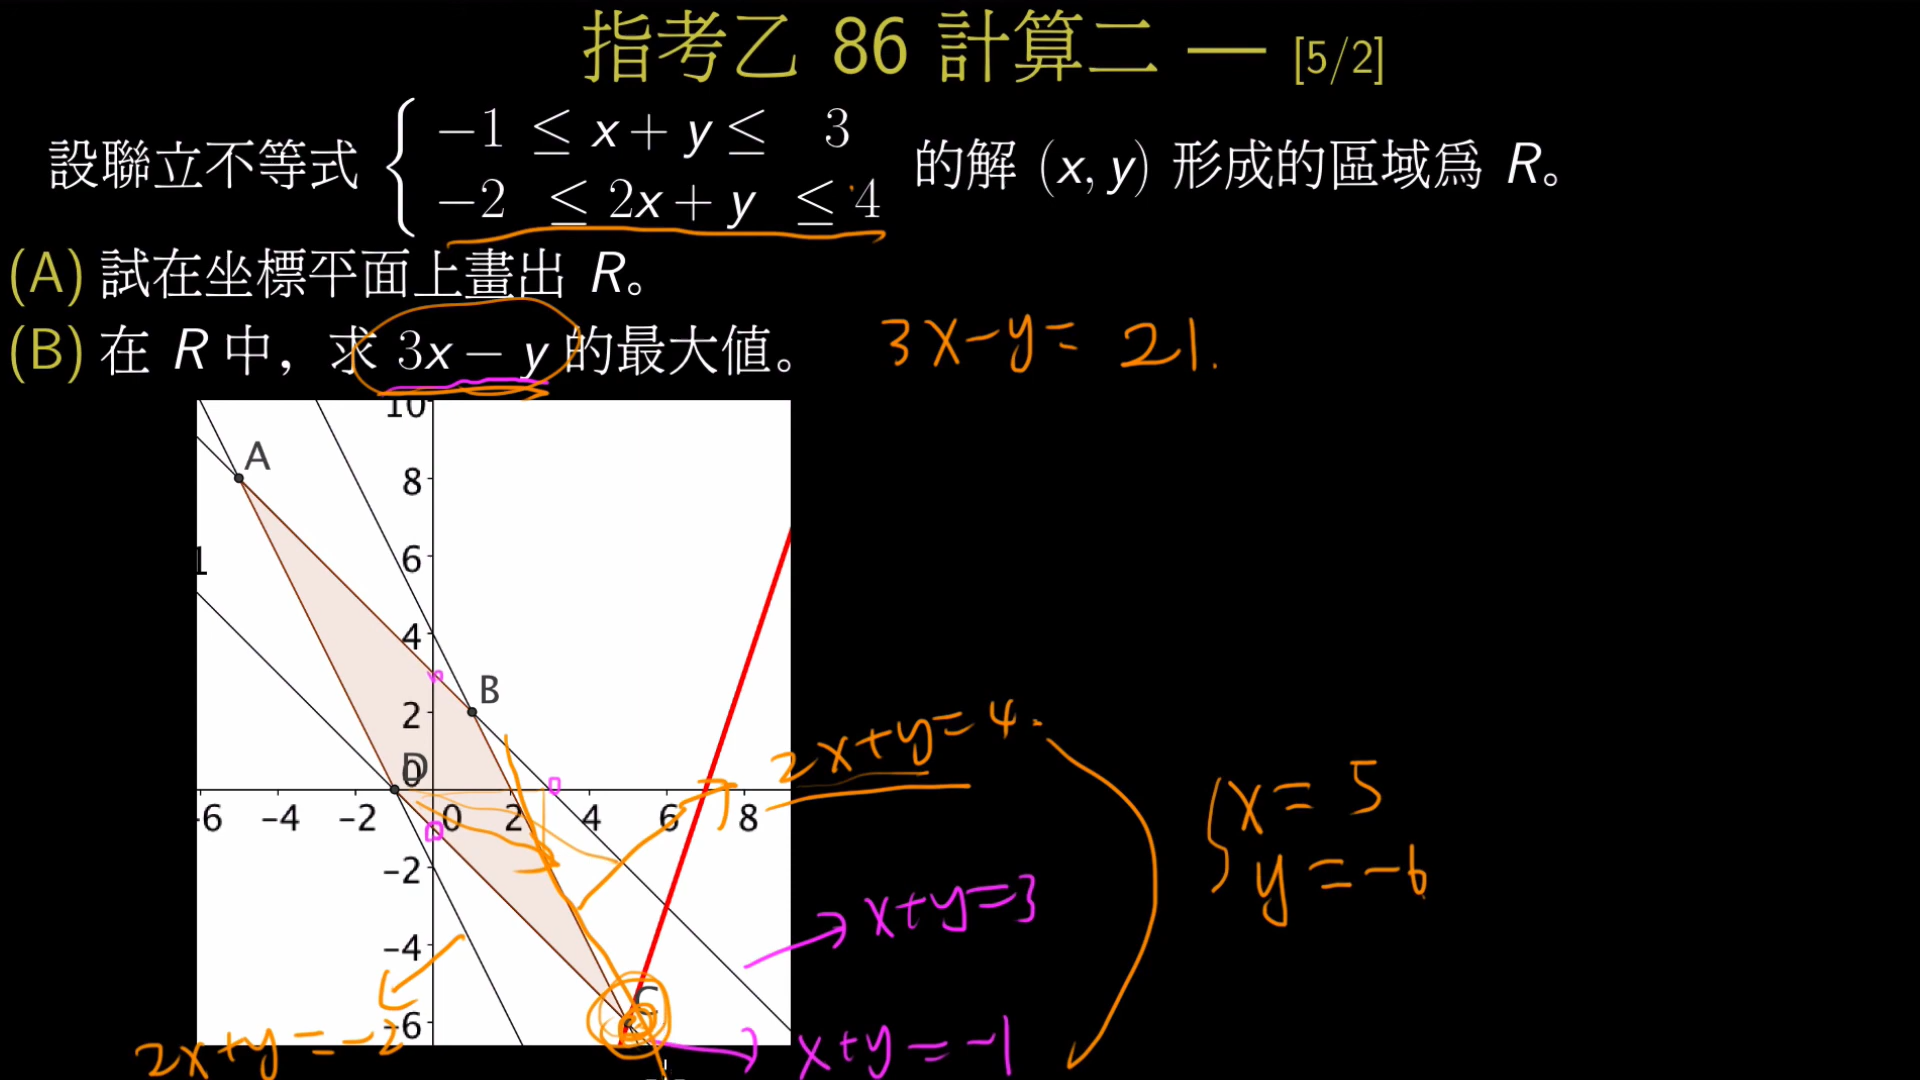 指考乙 86 計算二 — [5/2]
設聯立不等式 { −1 ≤ x + y ≤ 3
−2 ≤ 2x + y ≤ 4 的解 (x, y) 形成的區域爲 R。
(A) 試在坐標平面上畫出 R。
(B) 在 R 中，求 3x − y 的最大值。 3x-y= 21.
10
A
8
6
1
4
B
2
D
0
-6 -4 -2 0 2 4 6 8
-2
-4
-6
C
2x+y=4.
x= 5
y=-6
x+y=3
2x+y=-2
x+y=-1